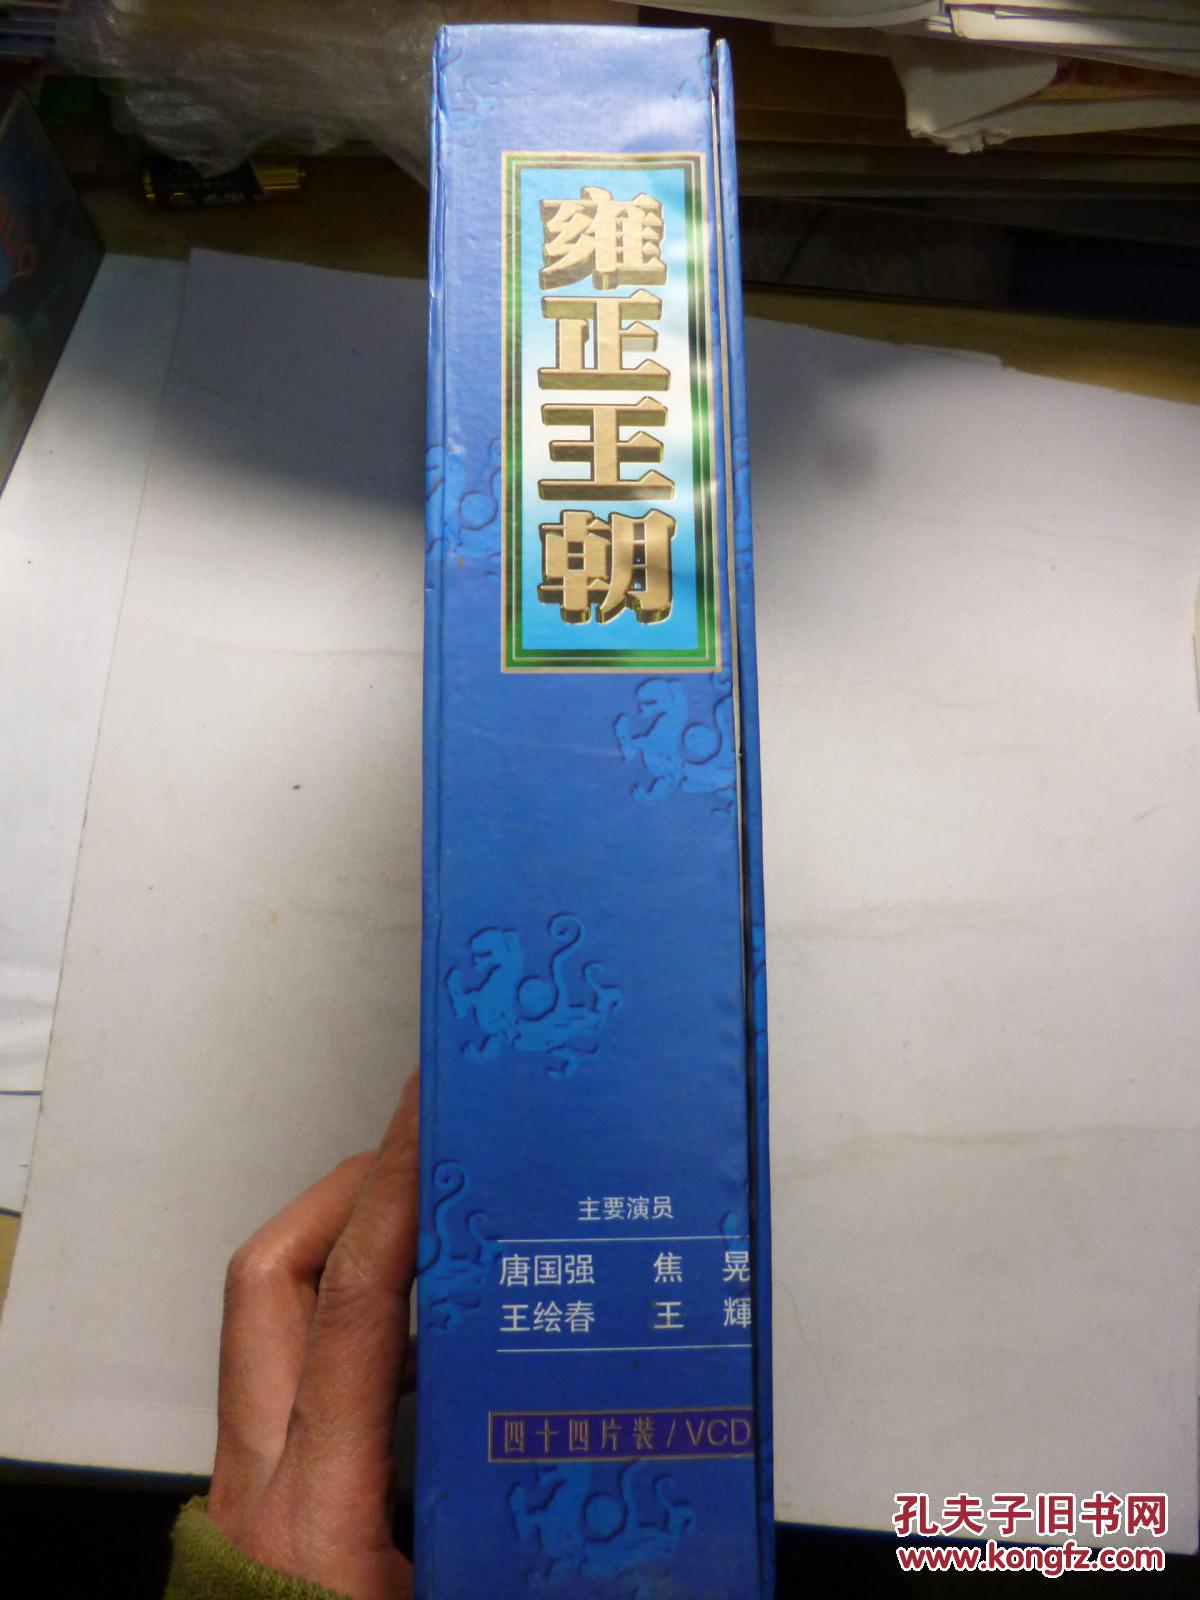 雍正王朝
主要演员
唐国强 焦 晃
王绘春 王 輝
四十四片装/VCD
孔夫子旧书网
www.kongfz.com